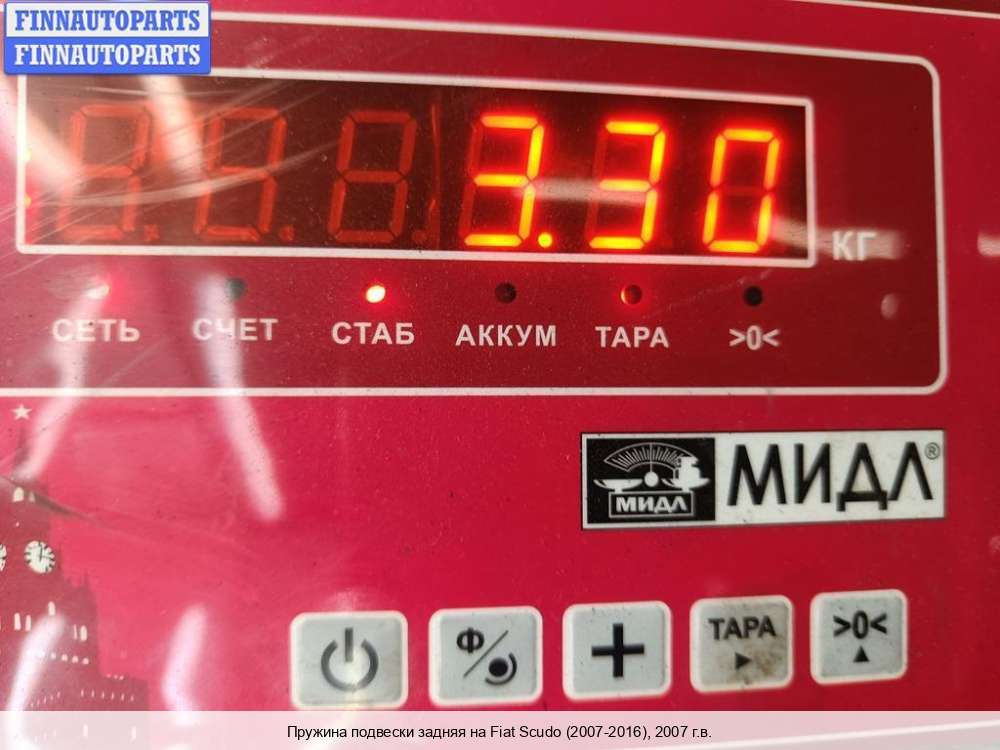 FINNAUTOPARTS
FINNAUTOPARTS
3.30
КГ
СЕТЬ СЧЕТ СТАБ АККУМ ТАРА >0<
МИДЛ МИДЛ®
Ф ТАРА >0<
Пружина подвески задняя на Fiat Scudo (2007-2016), 2007 г.в.